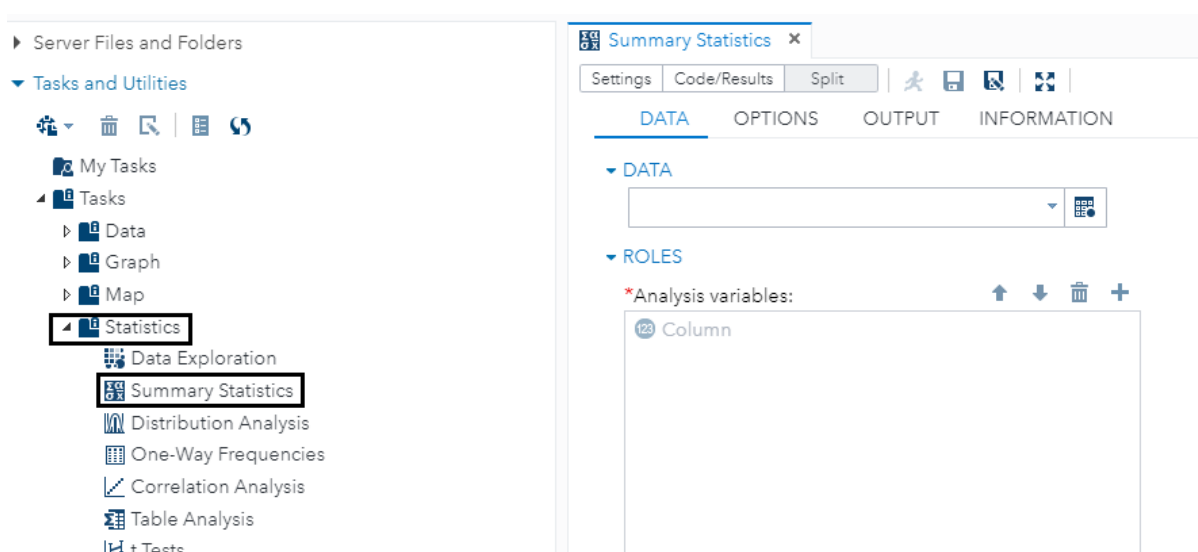 Server Files and Folders
Tasks and Utilities
My Tasks
Tasks
Data
Graph
Map
Statistics
Data Exploration
Summary Statistics
Distribution Analysis
One-Way Frequencies
Correlation Analysis
Table Analysis
t Tests
Summary Statistics
Settings Code/Results Split
DATA OPTIONS OUTPUT INFORMATION
DATA
ROLES
*Analysis variables:
123 Column